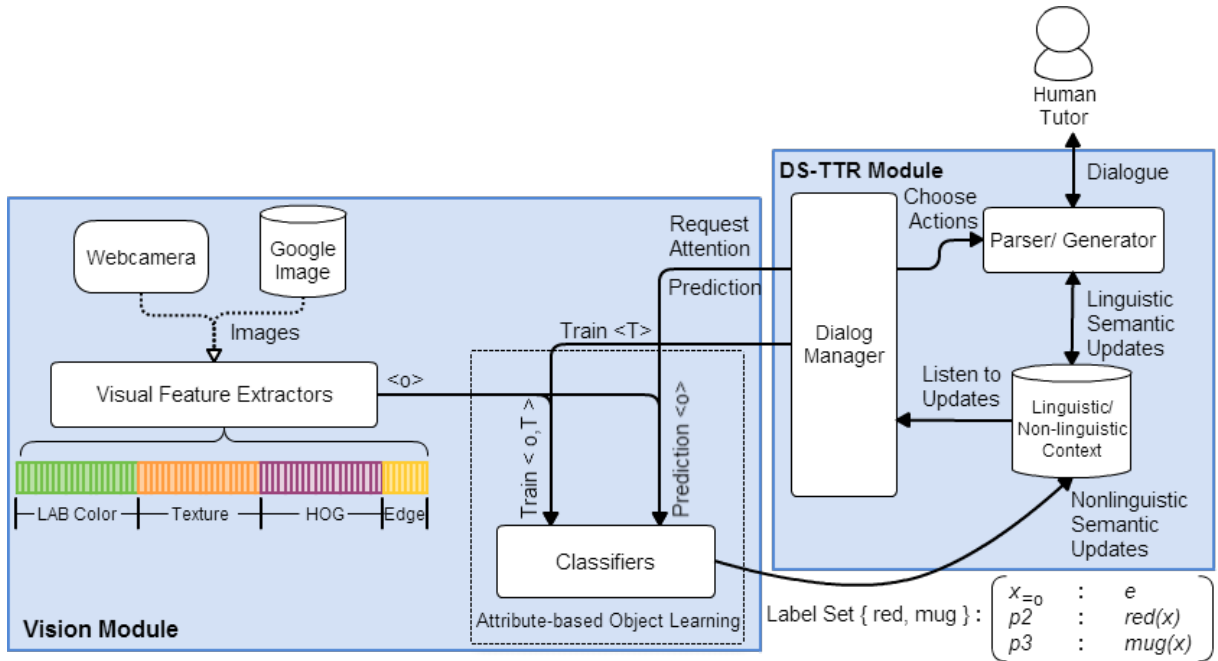 Human
Tutor
DS-TTR Module
Dialogue
Choose
Actions
Parser/ Generator
Request
Attention
Prediction
Webcamera
Google
Image
Images
Train <T>
Dialog
Manager
Linguistic
Semantic
Updates
Visual Feature Extractors
<o>
Listen to
Updates
Linguistic/
Non-linguistic
Context
Train < o,T >
Prediction <o>
LAB Color
Texture
HOG
Edge
Nonlinguistic
Semantic
Updates
Classifiers
Attribute-based Object Learning
Vision Module
Label Set { red, mug } :
x=o : e
p2 : red(x)
p3 : mug(x)